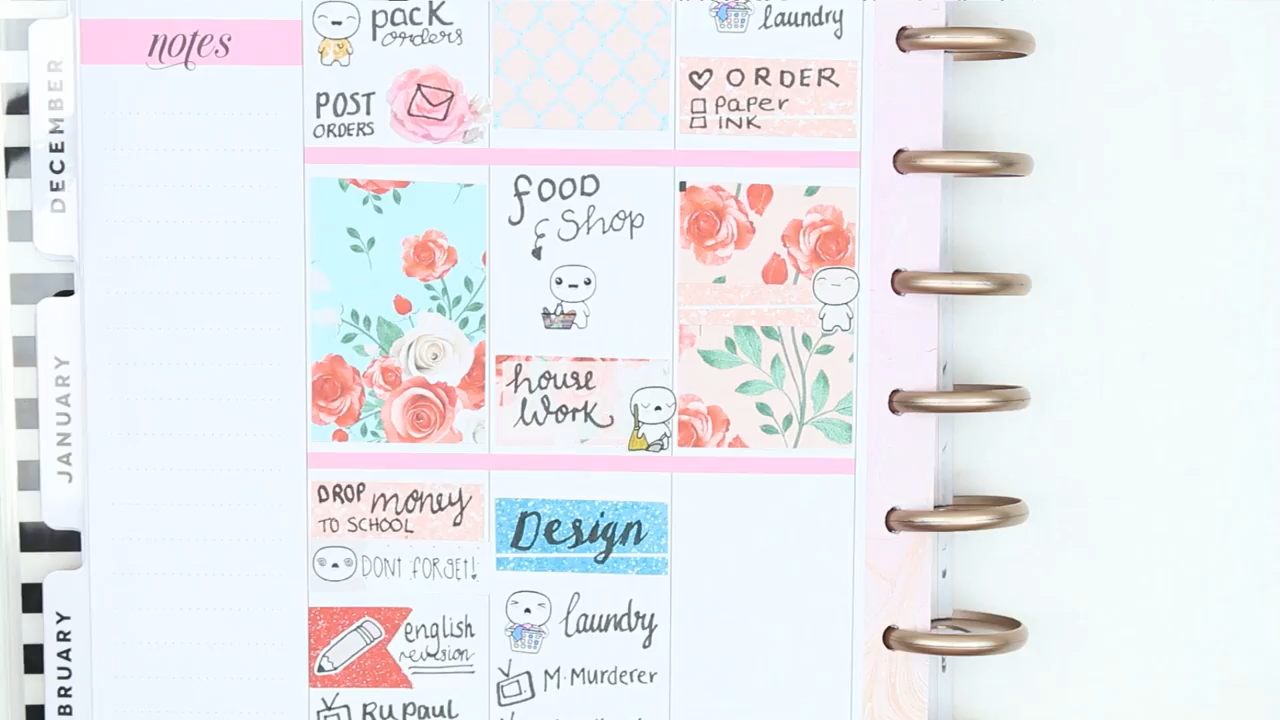 DECEMBER
JANUARY
BRUARY
notes
pack
orders
POST
ORDERS
laundry
ORDER
paper
INK
food
& Shop
house
Work
DROP money
TO SCHOOL
DONT FORGET!
english
revision
RuPaul
Design
laundry
M.Murderer